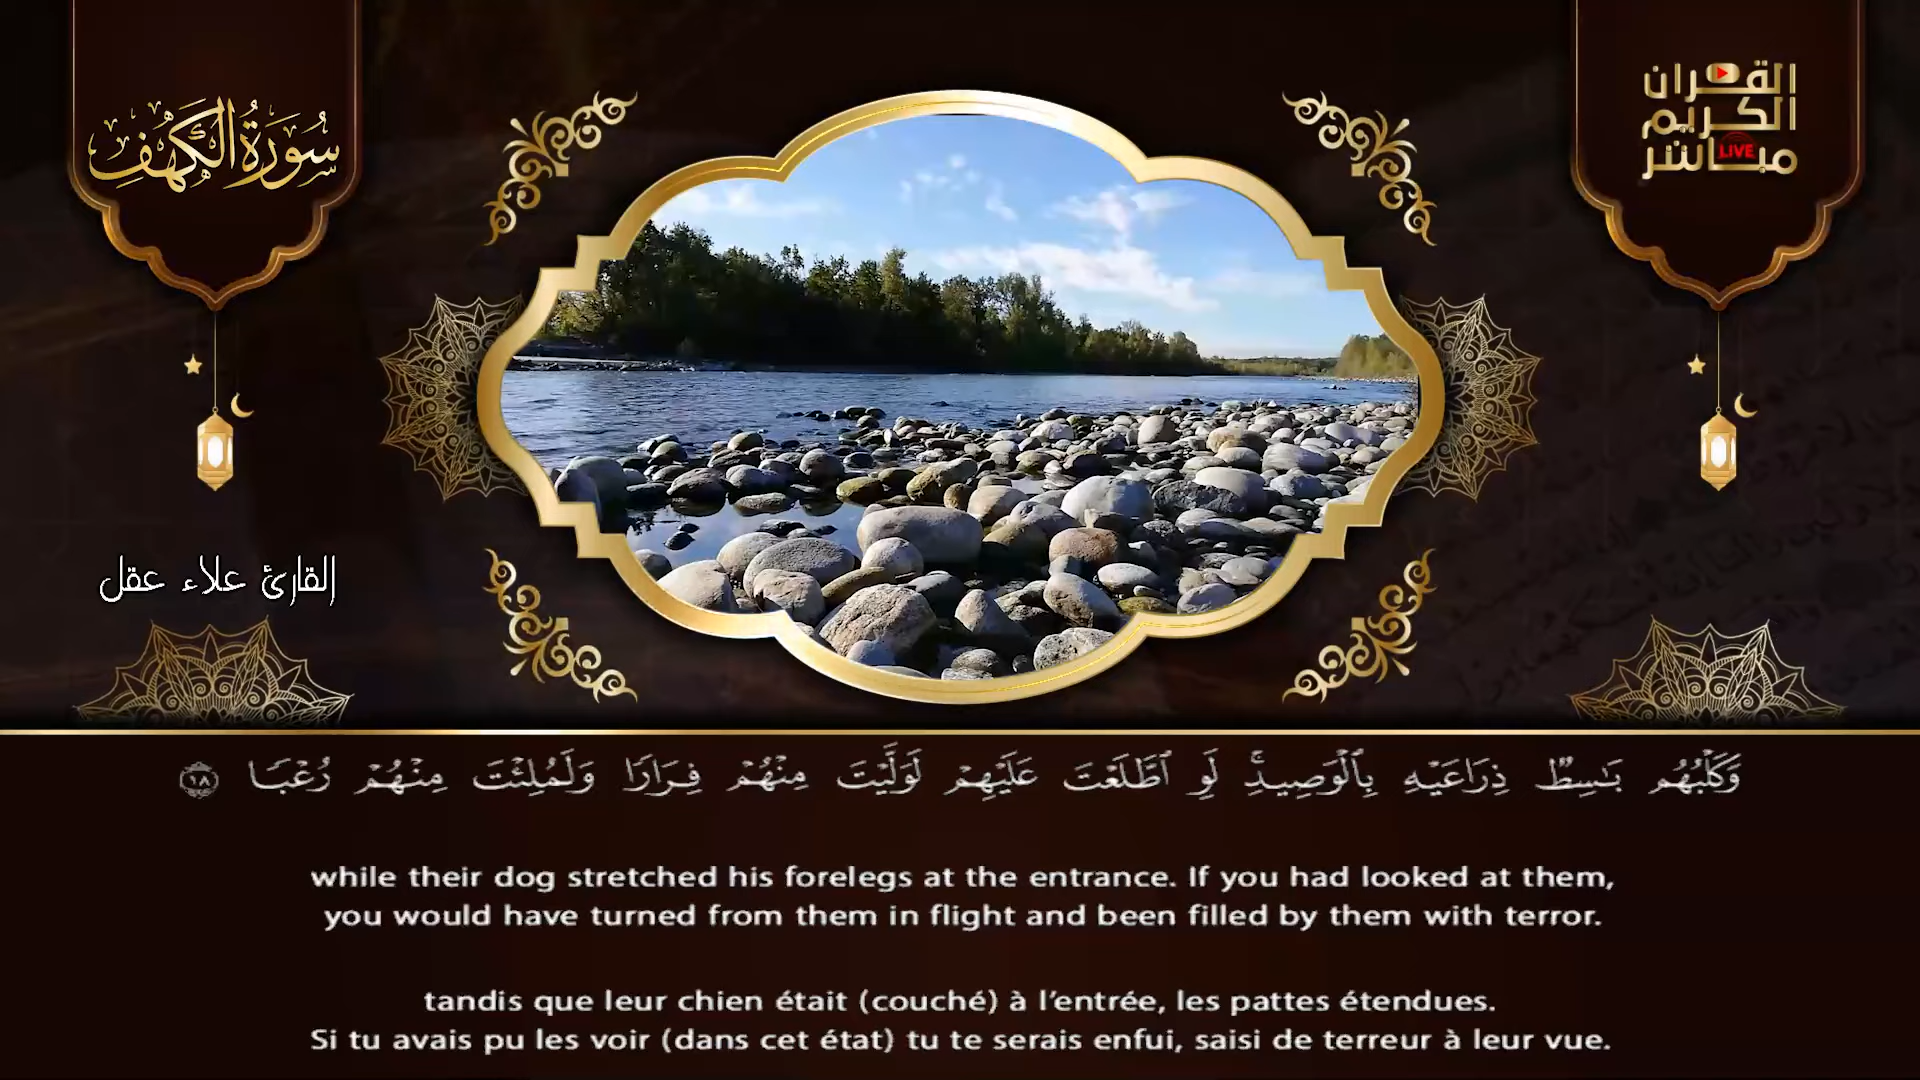 سُورَةُ الكَهْفِ
القرآن
الكريم
مباشر
LIVE
القارئ علاء عقل
وَكَلْبُهُم بَـٰسِطٌ ذِرَاعَيْهِ بِٱلْوَصِيدِ ۚ لَوِ ٱطَّلَعْتَ عَلَيْهِمْ لَوَلَّيْتَ مِنْهُمْ فِرَارًا وَلَمُلِئْتَ مِنْهُمْ رُعْبًا ١٨
while their dog stretched his forelegs at the entrance. If you had looked at them,
you would have turned from them in flight and been filled by them with terror.
tandis que leur chien était (couché) à l’entrée, les pattes étendues.
Si tu avais pu les voir (dans cet état) tu te serais enfui, saisi de terreur à leur vue.